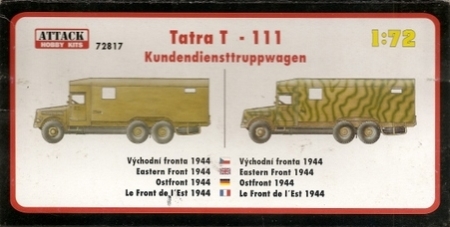 ATTACK
HOBBY KITS
72817
Tatra T - 111
Kundendiensttruppwagen
1:72
Východní fronta 1944
Eastern Front 1944
Ostfront 1944
Le Front de l´Est 1944
Východní fronta 1944
Eastern Front 1944
Ostfront 1944
Le Front de l´Est 1944